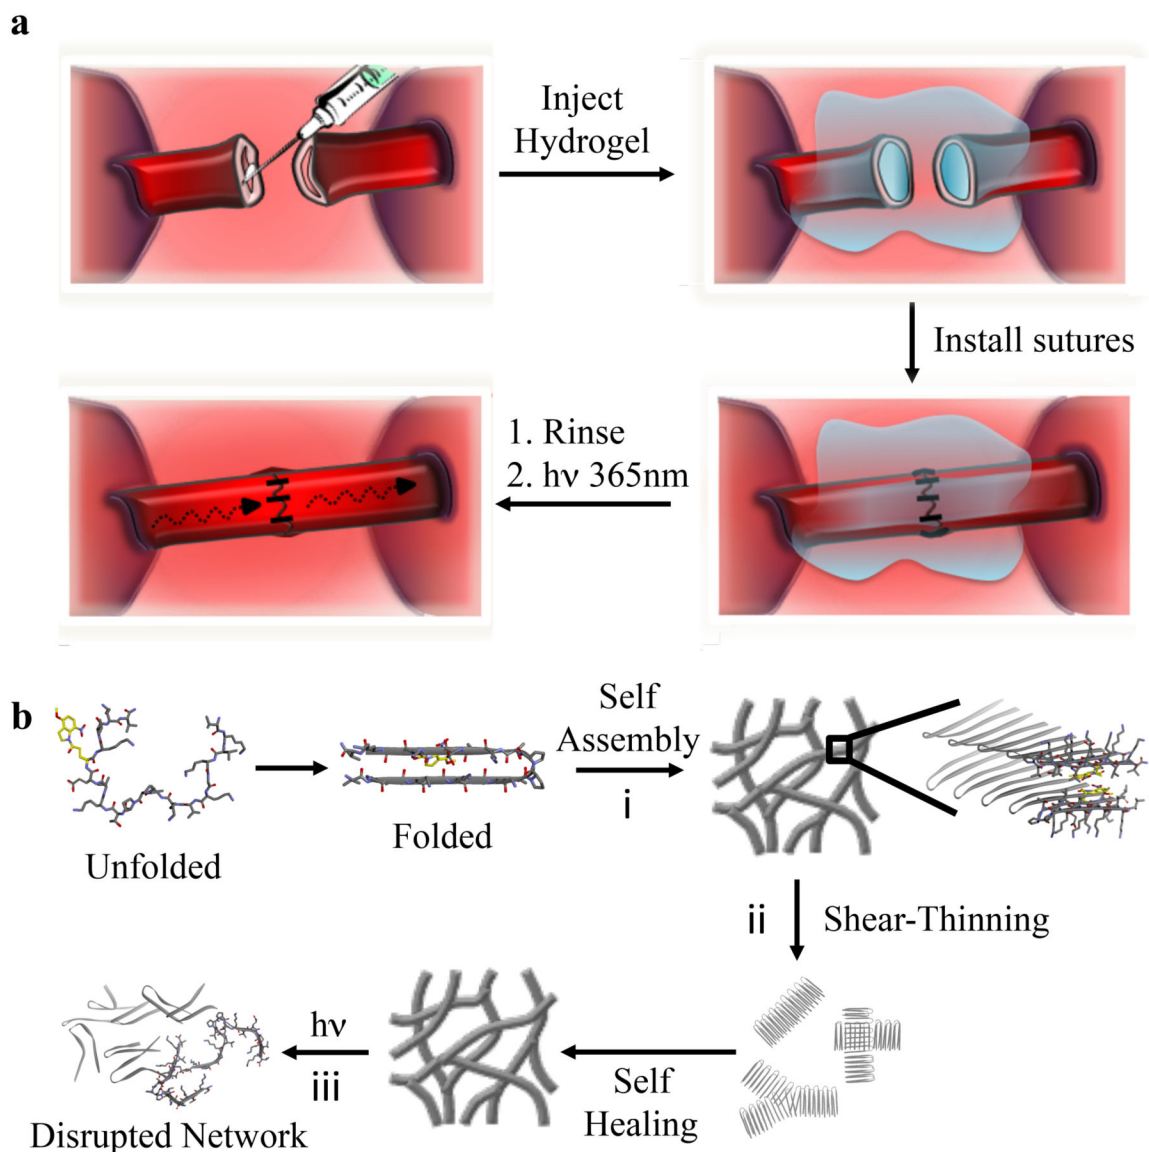 a
Inject
Hydrogel
Install sutures
1. Rinse
2. hν 365nm
b
Unfolded
Folded
Self
Assembly
i
ii
Shear-Thinning
Self
Healing
hν
iii
Disrupted Network